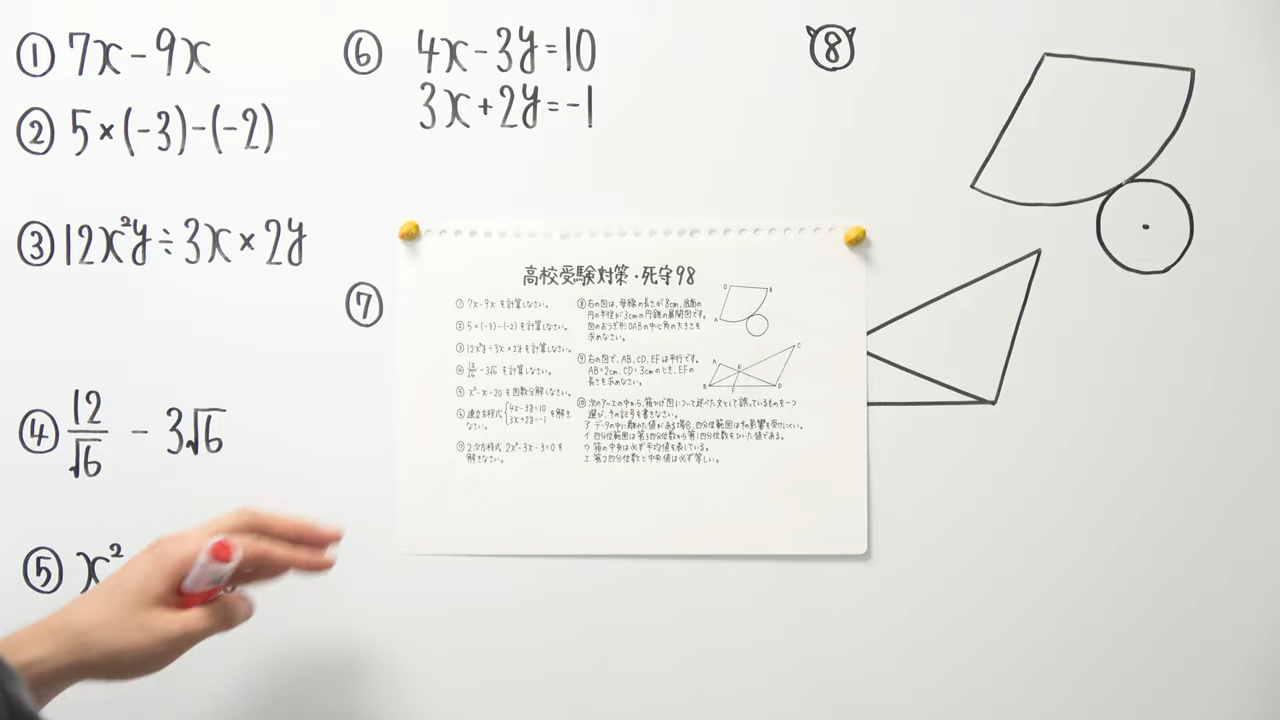 ① 7x-9x
② 5×(-3)-(-2)
③ 12x²y÷3x×2y
④ 12/√6 - 3√6
⑤ x²
⑥ 4x-3y=10
3x+2y=-1
⑦
⑧
高校受験対策・死守98
① 7x-9xを計算しなさい。
② 5×(-3)-(-2)を計算しなさい。
③ 12x²y÷3x×2yを計算しなさい。
④ 12/√6-3√6を計算しなさい。
⑤ x²-x-20を因数分解しなさい。
⑥ 連立方程式{4x-3y=10 3x+2y=-1を解きなさい。
⑦ 2次方程式 2x²-3x-3=0を
解きなさい。
⑧ 右の図は、母線の長さが8cm、底面の
円の半径が3cmの円錐の展開図です。
図のおうぎ形OABの中心角の大きさを
求めなさい。
O B
A
⑨ 右の図で、AB、CD、EFは平行です。
AB=2cm、CD=3cmのとき、EFの
長さを求めなさい。
C
A E
B F D
⑩ 次のア〜エの中から、箱ひげ図について述べた文として誤っているものを一つ
選び、その記号を書きなさい。
ア データの中に離れた値がある場合、四分位範囲はその影響を受けにくい。
イ 四分位範囲は第3四分位数から第1四分位数をひいた値である。
ウ 箱の中央は必ず平均値を表している。
エ 第2四分位数と中央値は必ず等しい。